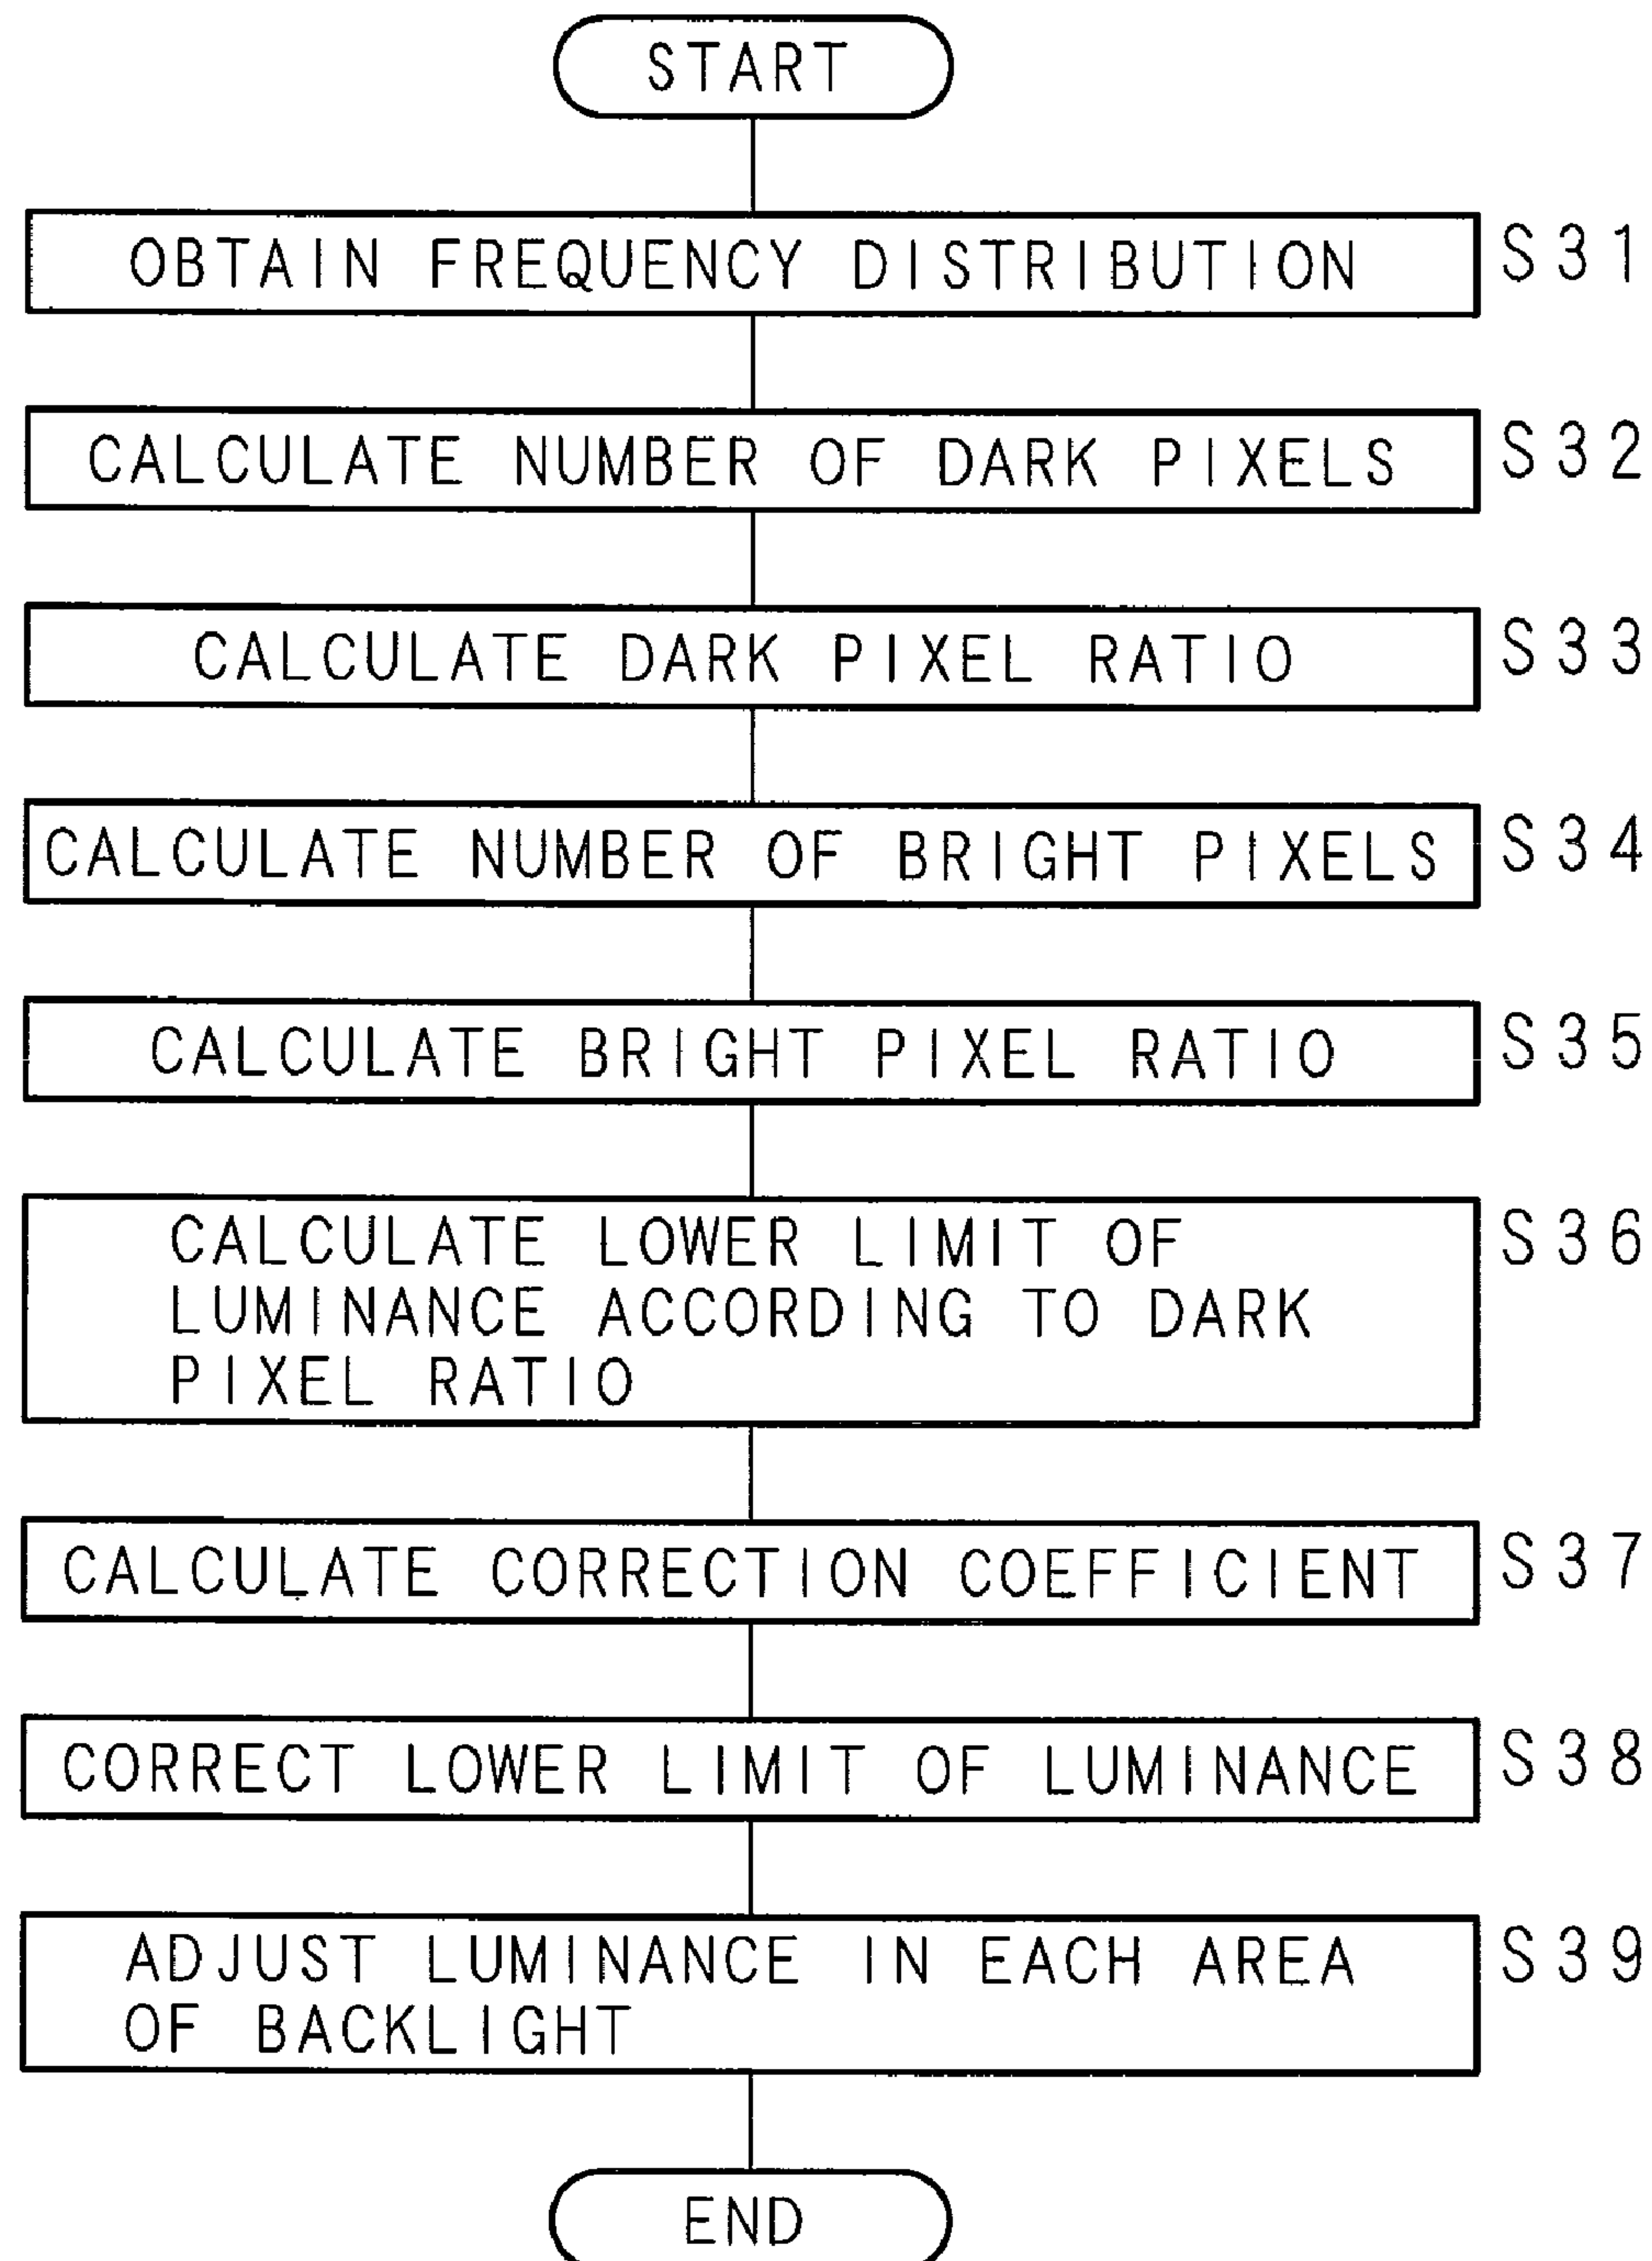 START
OBTAIN FREQUENCY DISTRIBUTION S31
CALCULATE NUMBER OF DARK PIXELS S32
CALCULATE DARK PIXEL RATIO S33
CALCULATE NUMBER OF BRIGHT PIXELS S34
CALCULATE BRIGHT PIXEL RATIO S35
CALCULATE LOWER LIMIT OF S36
LUMINANCE ACCORDING TO DARK
PIXEL RATIO
CALCULATE CORRECTION COEFFICIENT S37
CORRECT LOWER LIMIT OF LUMINANCE S38
ADJUST LUMINANCE IN EACH AREA S39
OF BACKLIGHT
END